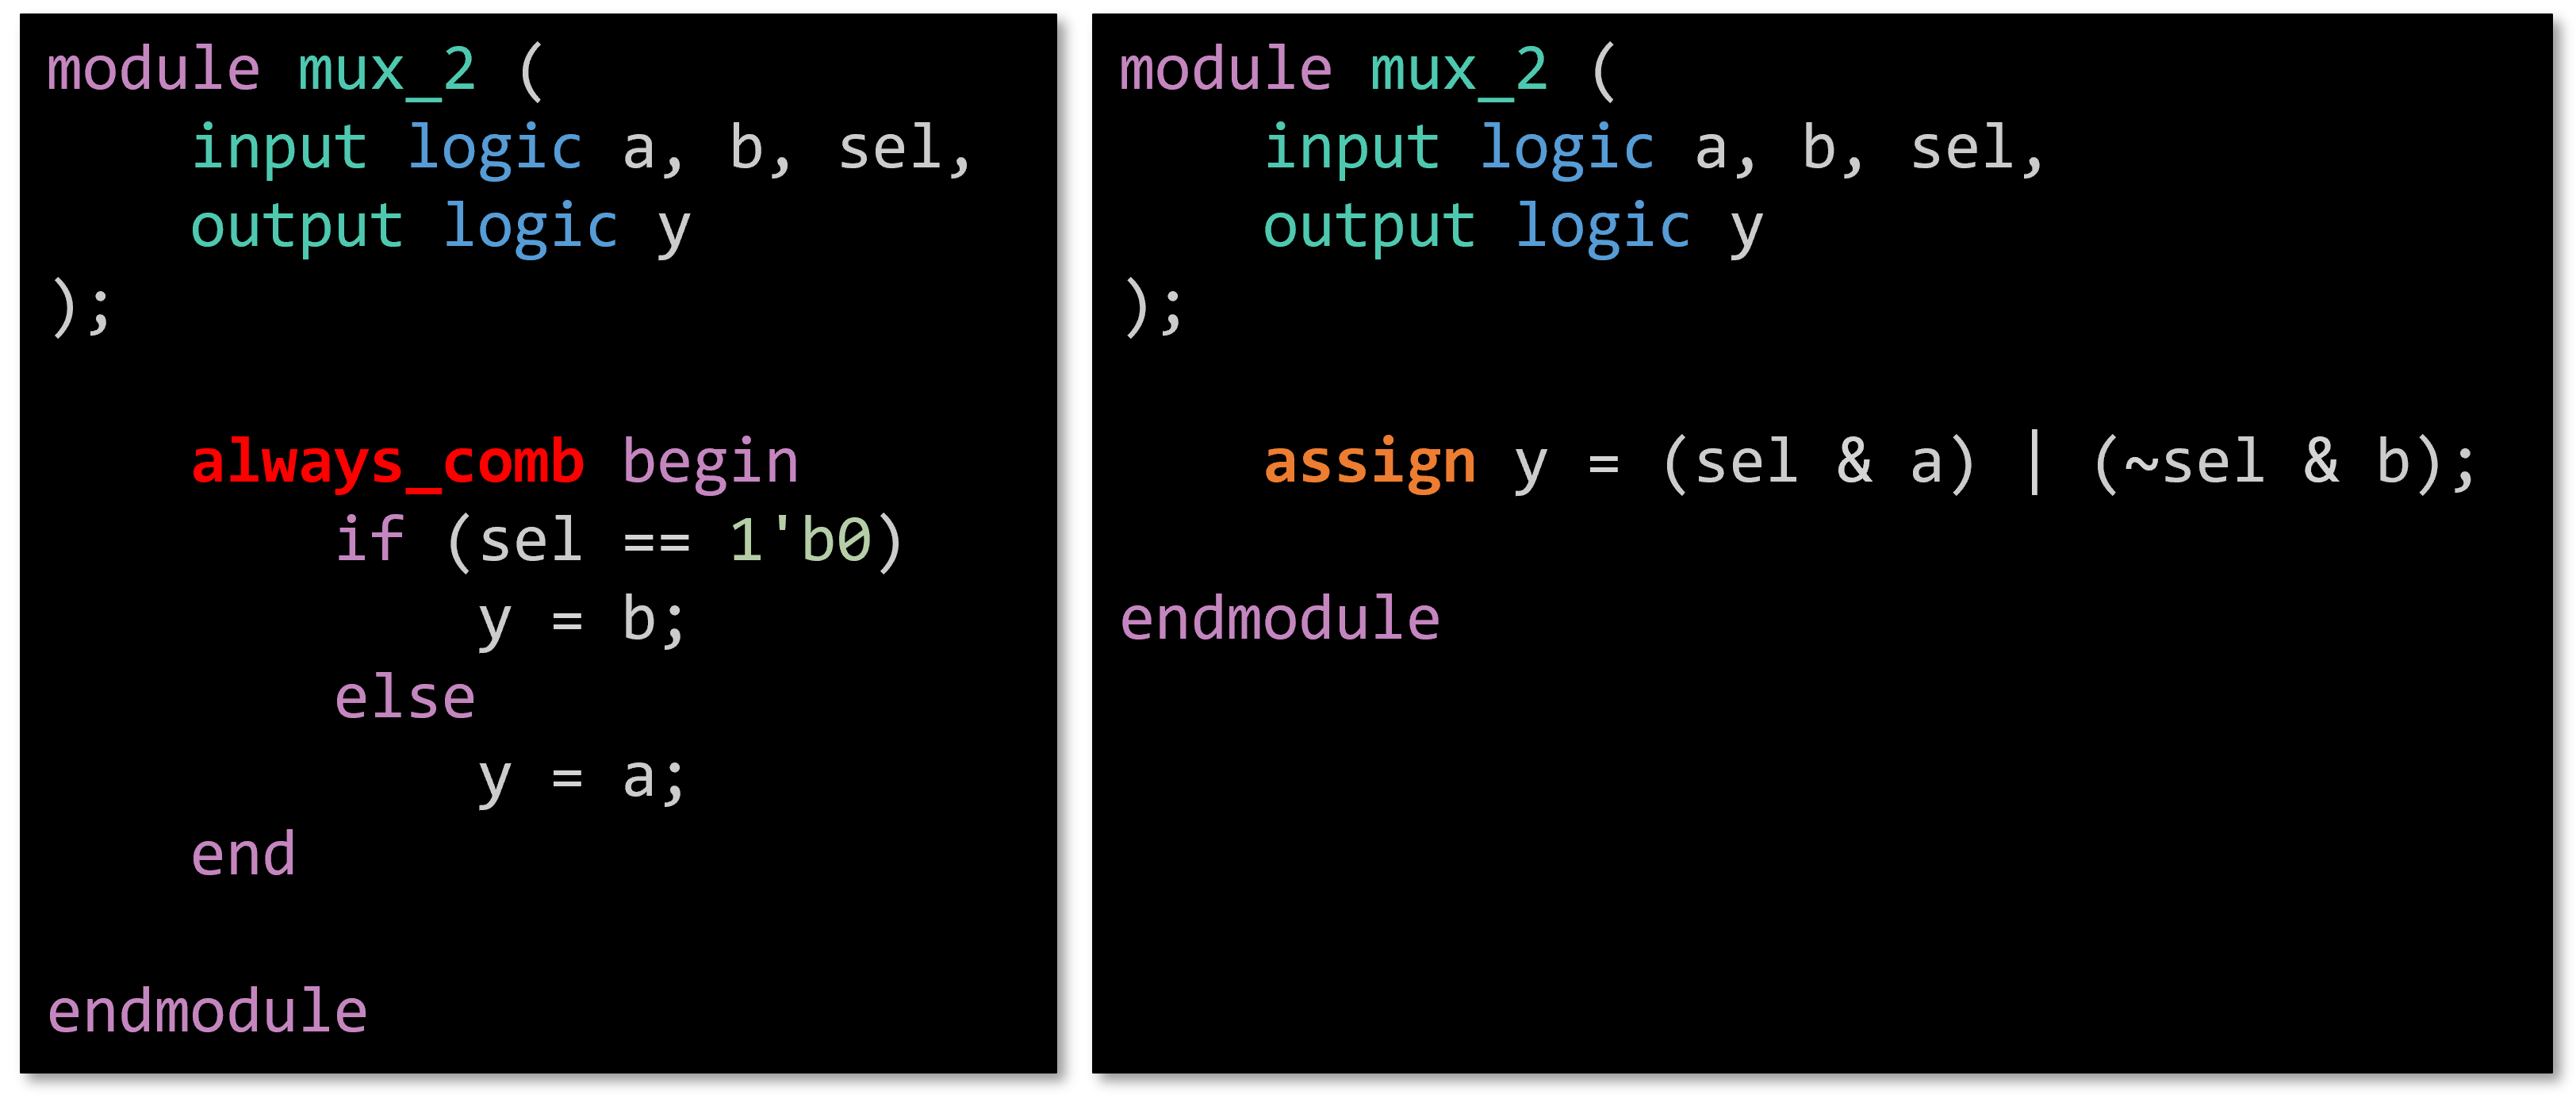 module mux_2 (
    input logic a, b, sel,
    output logic y
);
    always_comb begin
        if (sel == 1'b0)
            y = b;
        else
            y = a;
    end
endmodule
module mux_2 (
    input logic a, b, sel,
    output logic y
);
    assign y = (sel & a) | (~sel & b);
endmodule